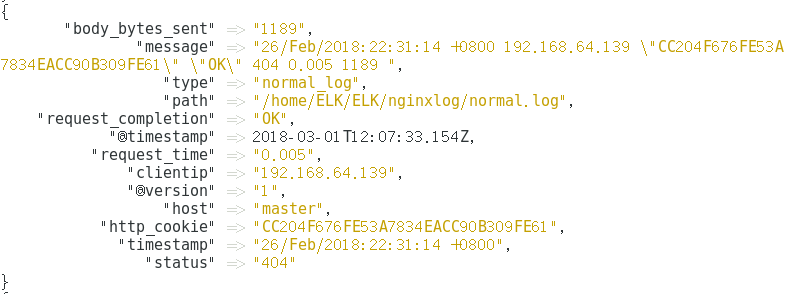 {
"body_bytes_sent" => "1189",
"message" => "26/Feb/2018:22:31:14 +0800 192.168.64.139 \"CC204F676FE53A
7834EACC90B309FE61\" \"OK\" 404 0.005 1189 ",
"type" => "normal_log",
"path" => "/home/ELK/ELK/nginxlog/normal.log",
"request_completion" => "OK",
"@timestamp" => 2018-03-01T12:07:33.154Z,
"request_time" => "0.005",
"clientip" => "192.168.64.139",
"@version" => "1",
"host" => "master",
"http_cookie" => "CC204F676FE53A7834EACC90B309FE61",
"timestamp" => "26/Feb/2018:22:31:14 +0800",
"status" => "404"
}